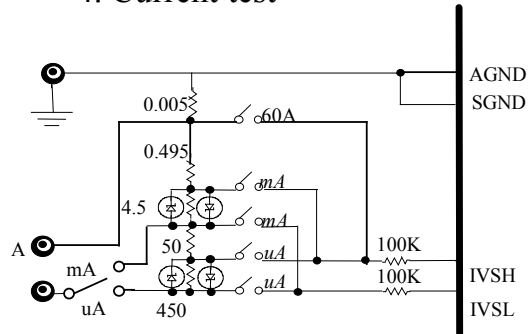 4. Current test
AGND
SGND
0.005
60A
0.495
mA
4.5
mA
A
50
uA
100K
mA
IVSH
100K
uA
uA
450
IVSL